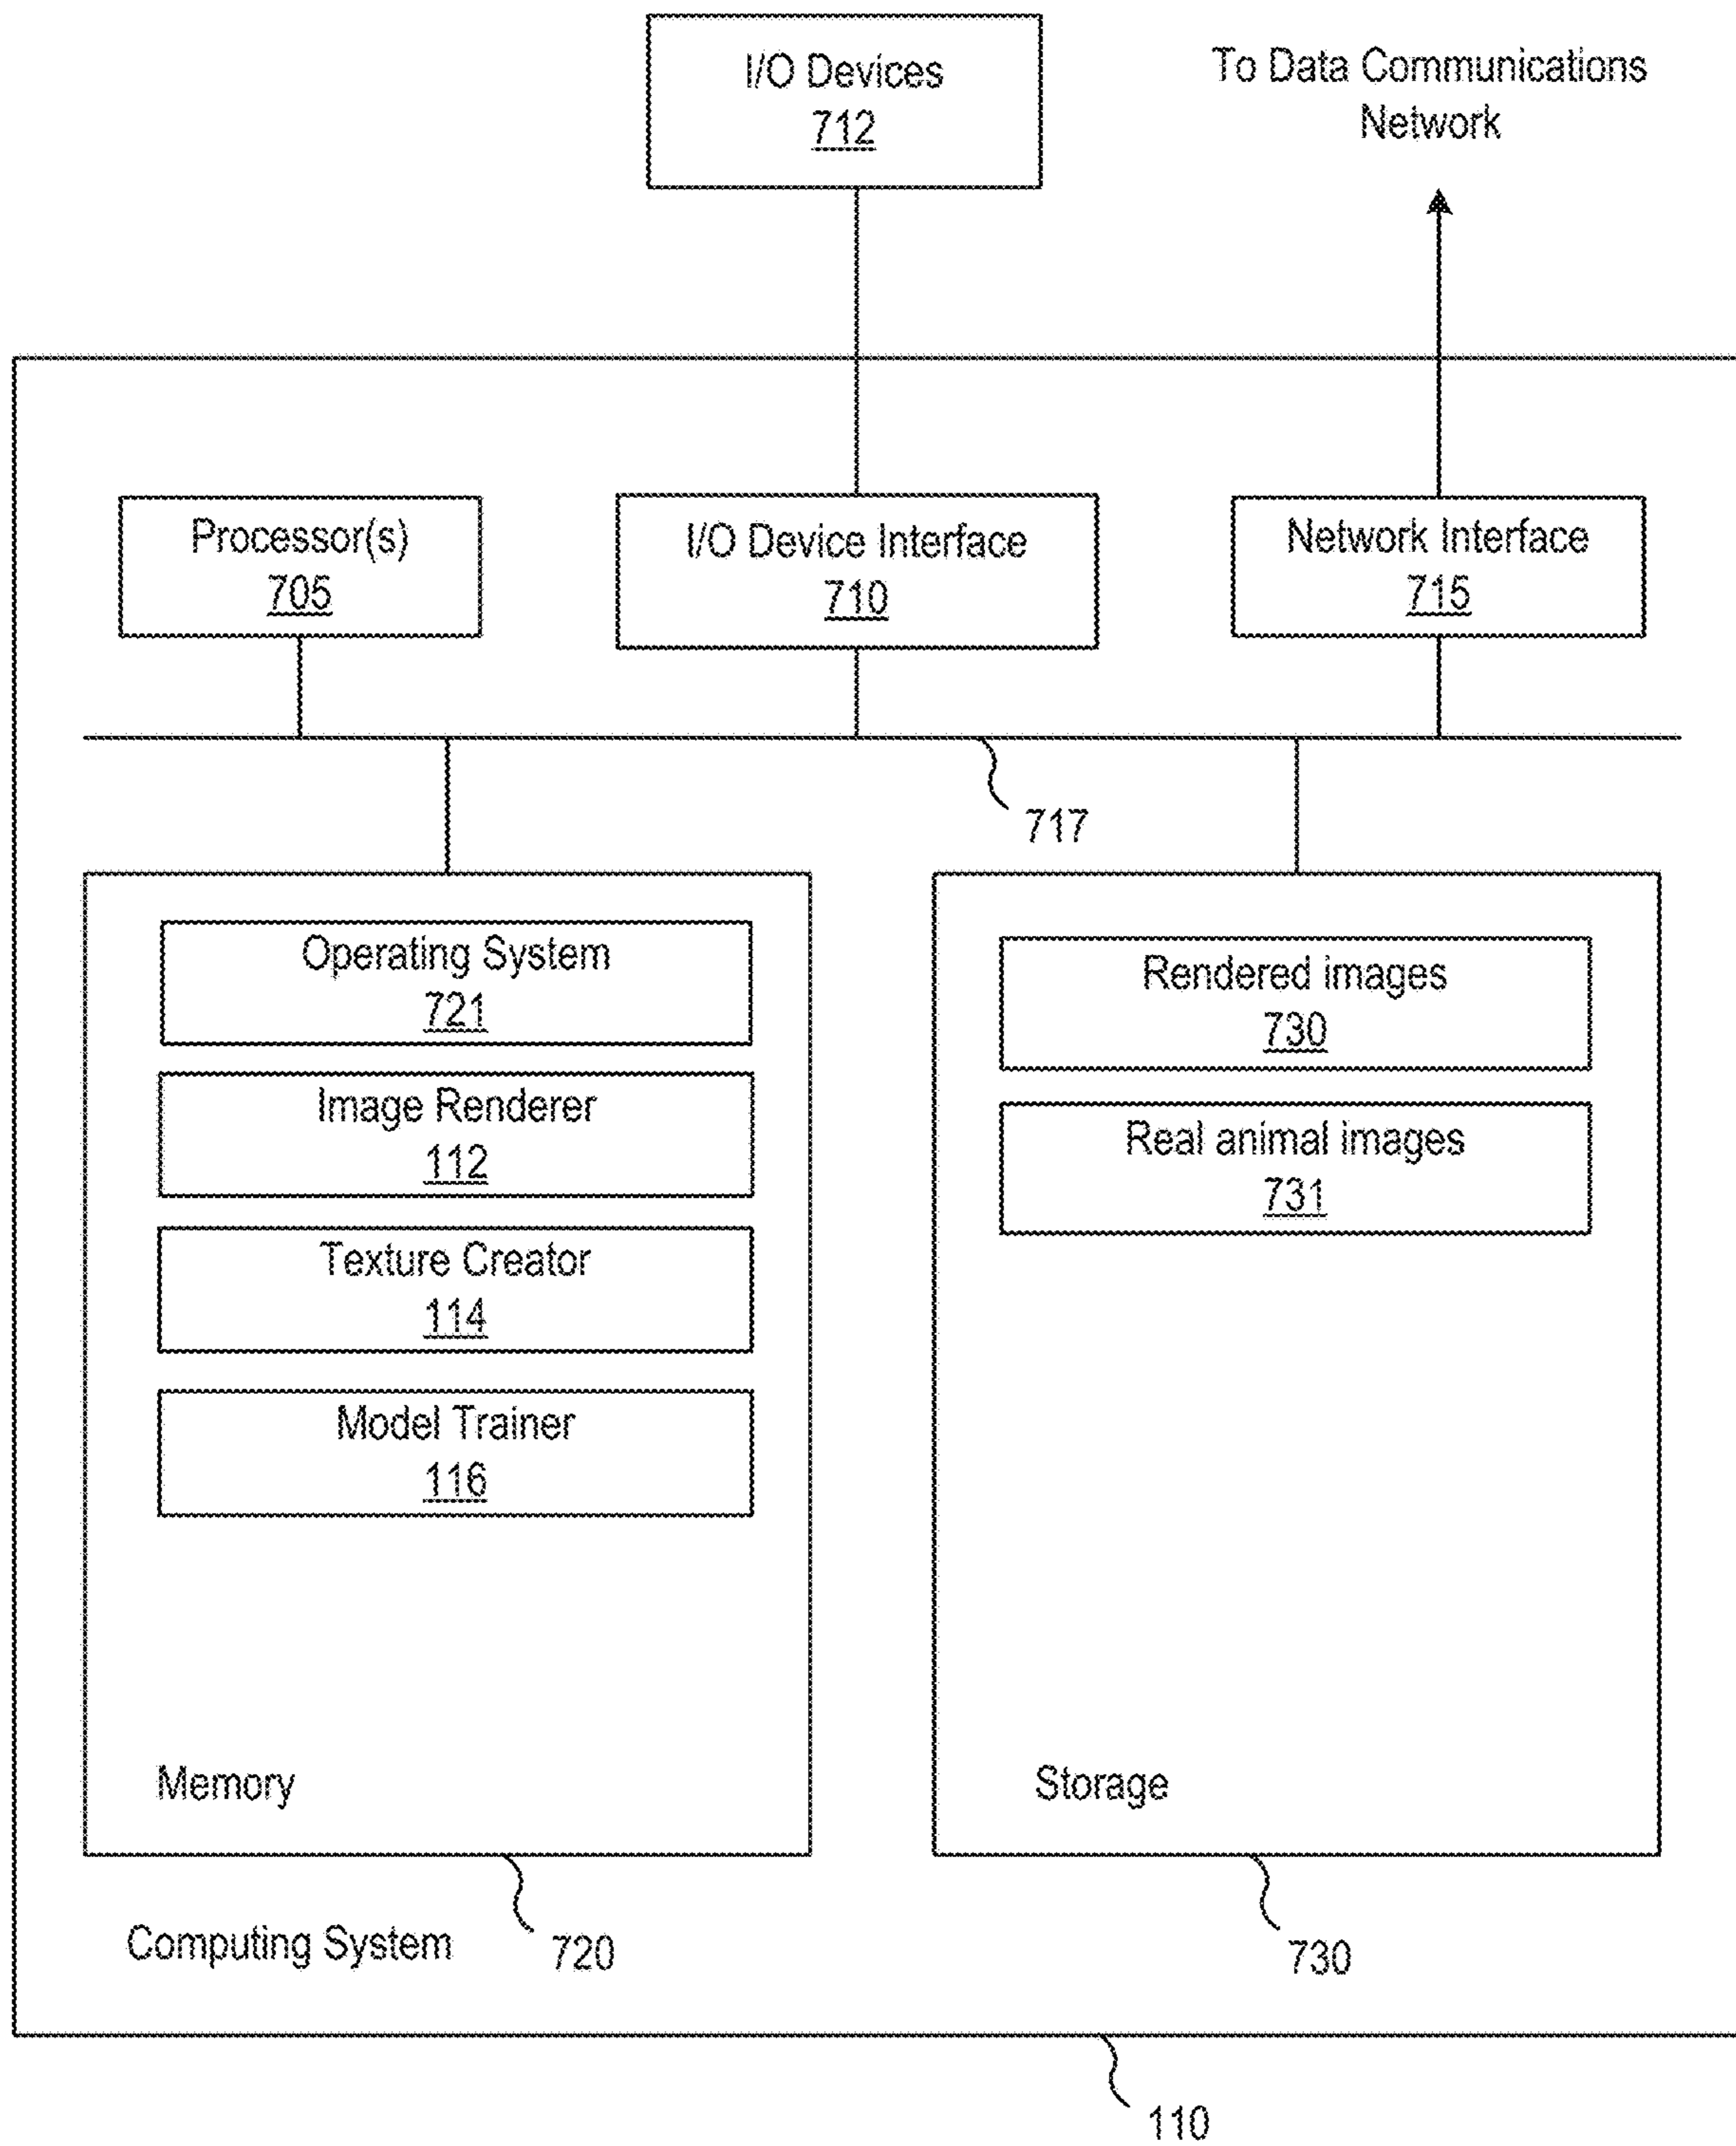 I/O Devices
712
To Data Communications
Network
Processor(s)
705
I/O Device Interface
710
Network Interface
715
717
Operating System
721
Image Renderer
112
Texture Creator
114
Model Trainer
116
Memory
Rendered images
730
Real animal images
731
Storage
Computing System
720
730
110